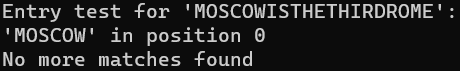 Entry test for 'MOSCOWISTHETHIRDROME':
'MOSCOW' in position 0
No more matches found